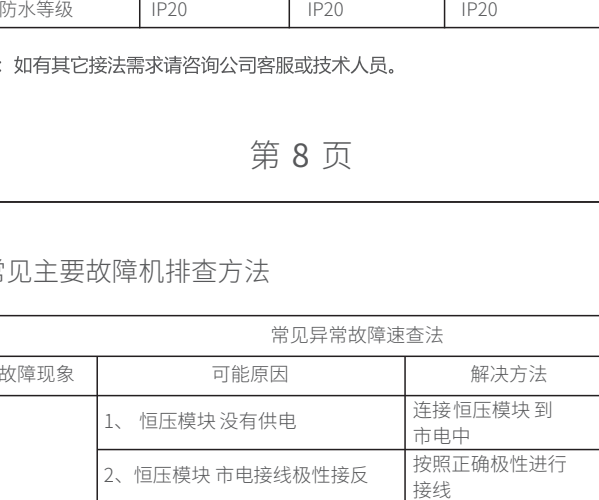 防水等级 IP20 IP20 IP20
：如有其它接法需求请咨询公司客服或技术人员。
第 8 页
常见主要故障机排查方法
常见异常故障速查法
故障现象 可能原因 解决方法
1、 恒压模块 没有供电 连接恒压模块 到
市电中
2、恒压模块 市电接线极性接反 按照正确极性进行
接线